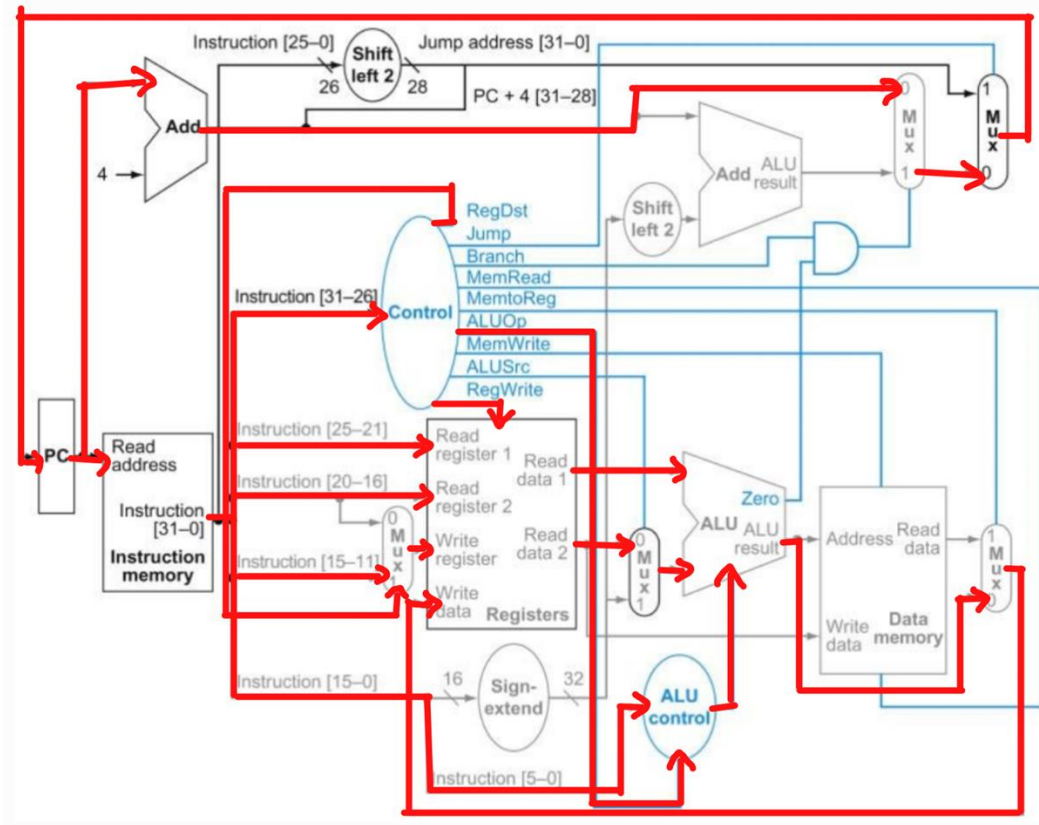 Instruction [25–0]
Shift
left 2
Jump address [31–0]
26
28
PC + 4 [31–28]
Add
4
0
M
u
x
1
1
M
u
x
0
Add
ALU
result
Shift
left 2
RegDst
Jump
Branch
MemRead
MemtoReg
ALUOp
MemWrite
ALUSrc
RegWrite
Instruction [31–26]
Control
PC
Read
address
Instruction
[31–0]
Instruction
memory
Instruction [25–21]
Instruction [20–16]
Instruction [15–11]
0
M
u
x
1
Read
register 1
Read
register 2
Write
register
Write
data
Read
data 1
Read
data 2
Registers
0
M
u
x
1
Zero
ALU
ALU
result
Address
Read
data
Write
data
Data
memory
1
M
u
x
0
Instruction [15–0]
16
Sign-
extend
32
ALU
control
Instruction [5–0]